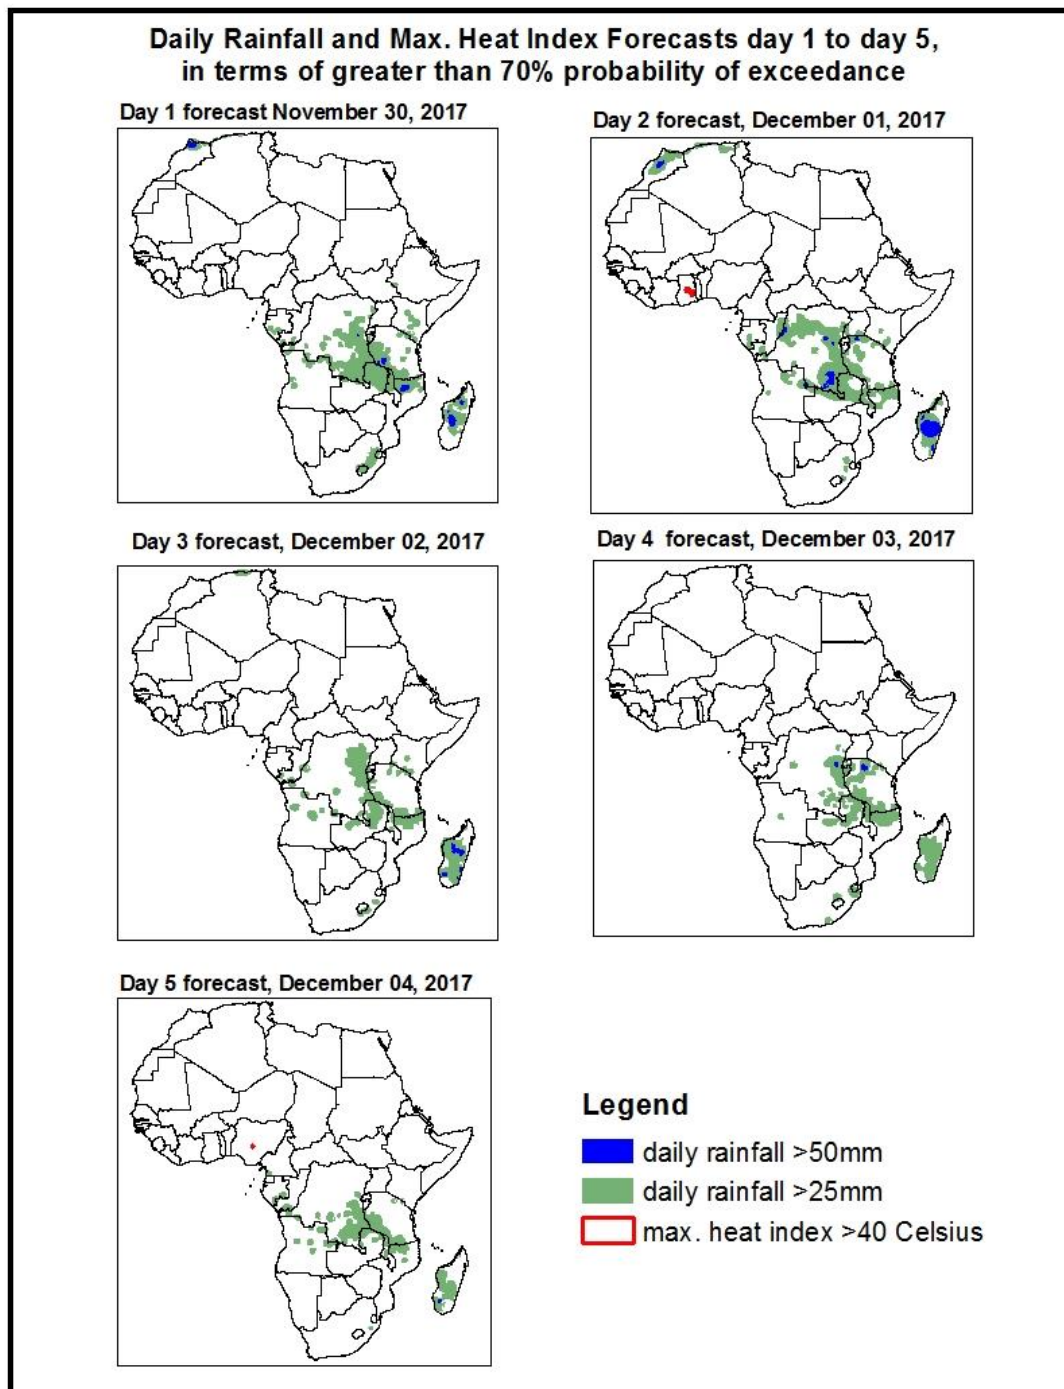 Daily Rainfall and Max. Heat Index Forecasts day 1 to day 5,
in terms of greater than 70% probability of exceedance
Day 1 forecast November 30, 2017
Day 2 forecast, December 01, 2017
Day 3 forecast, December 02, 2017
Day 4 forecast, December 03, 2017
Day 5 forecast, December 04, 2017
Legend
daily rainfall >50mm
daily rainfall >25mm
max. heat index >40 Celsius